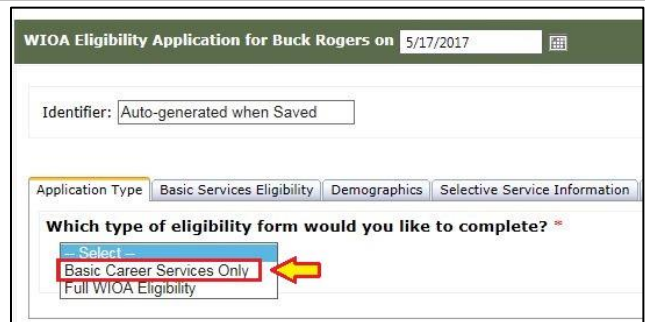 WIOA Eligibility Application for Buck Rogers on 5/17/2017
Identifier: Auto-generated when Saved
Application Type Basic Services Eligibility Demographics Selective Service Information
Which type of eligibility form would you like to complete? *
-- Select --
Basic Career Services Only
Full WIOA Eligibility